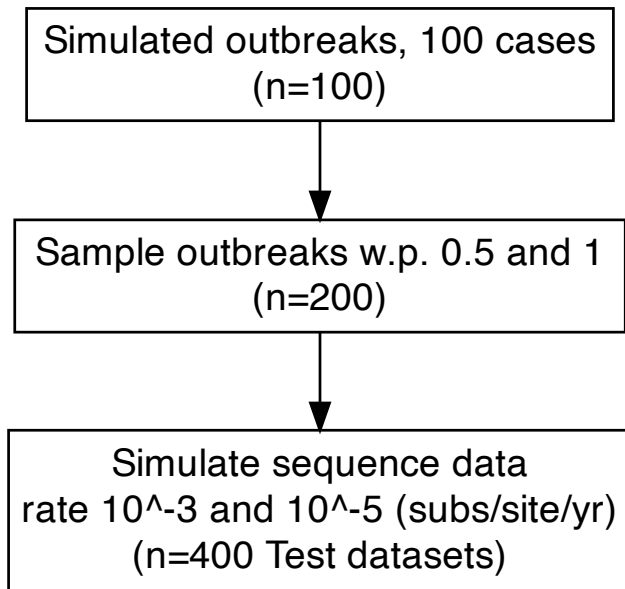 Simulated outbreaks, 100 cases
(n=100)
Sample outbreaks w.p. 0.5 and 1
(n=200)
Simulate sequence data
rate 10^-3 and 10^-5 (subs/site/yr)
(n=400 Test datasets)